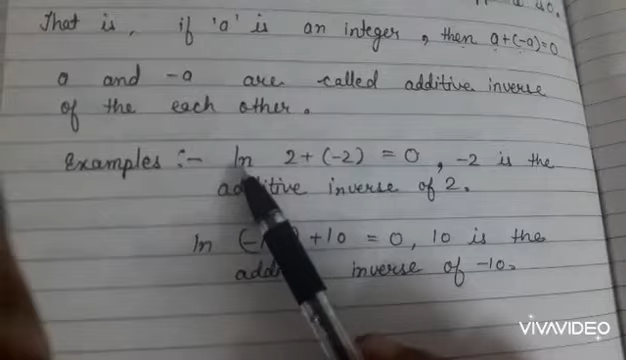 That is, if 'a' is an integer, then a+(-a)=0
a and -a are called additive inverse
of the each other.
Examples :- In 2+(-2) = 0, -2 is the
additive inverse of 2.
In (- ) +10 = 0, 10 is the
inverse of -10.
VIVAVIDEO